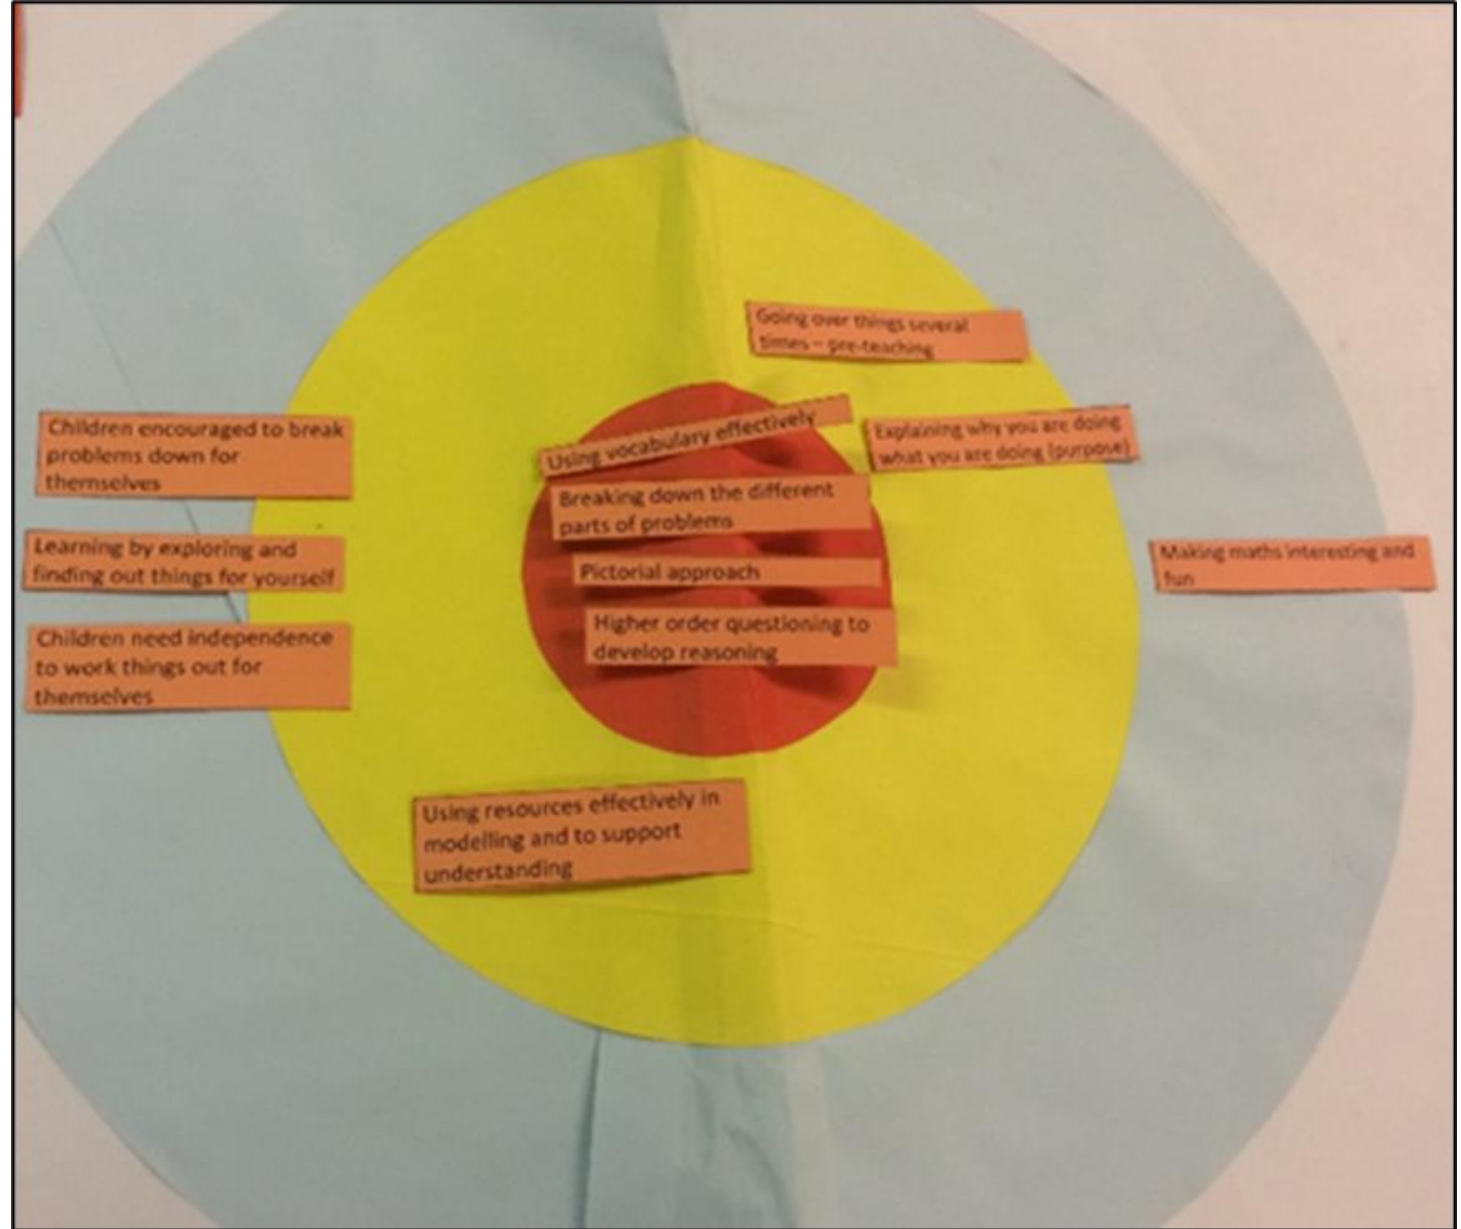 Going over things several
times – pre-teaching
Using vocabulary effectively
Explaining why you are doing
what you are doing (purpose)
Children encouraged to break
problems down for
themselves
Breaking down the different
parts of problems
Learning by exploring and
finding out things for yourself
Pictorial approach
Making maths interesting and
fun
Children need independence
to work things out for
themselves
Higher order questioning to
develop reasoning
Using resources effectively in
modelling and to support
understanding